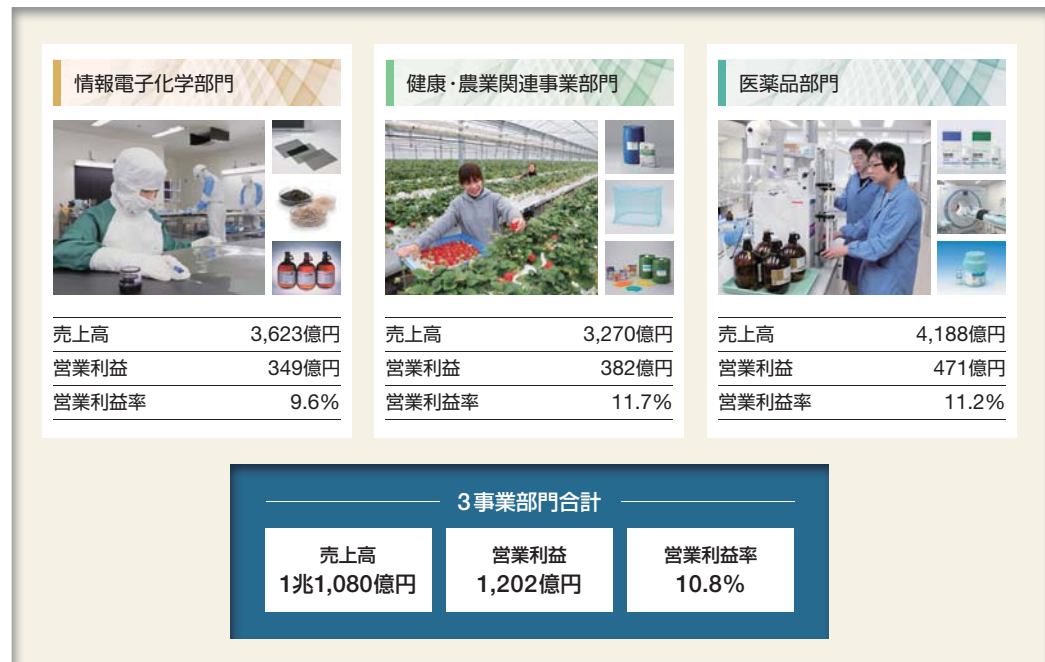 情報電子化学部門
売上高 3,623億円
営業利益 349億円
営業利益率 9.6%
健康・農業関連事業部門
売上高 3,270億円
営業利益 382億円
営業利益率 11.7%
医薬品部門
売上高 4,188億円
営業利益 471億円
営業利益率 11.2%
3事業部門合計
売上高
1兆1,080億円
営業利益
1,202億円
営業利益率
10.8%